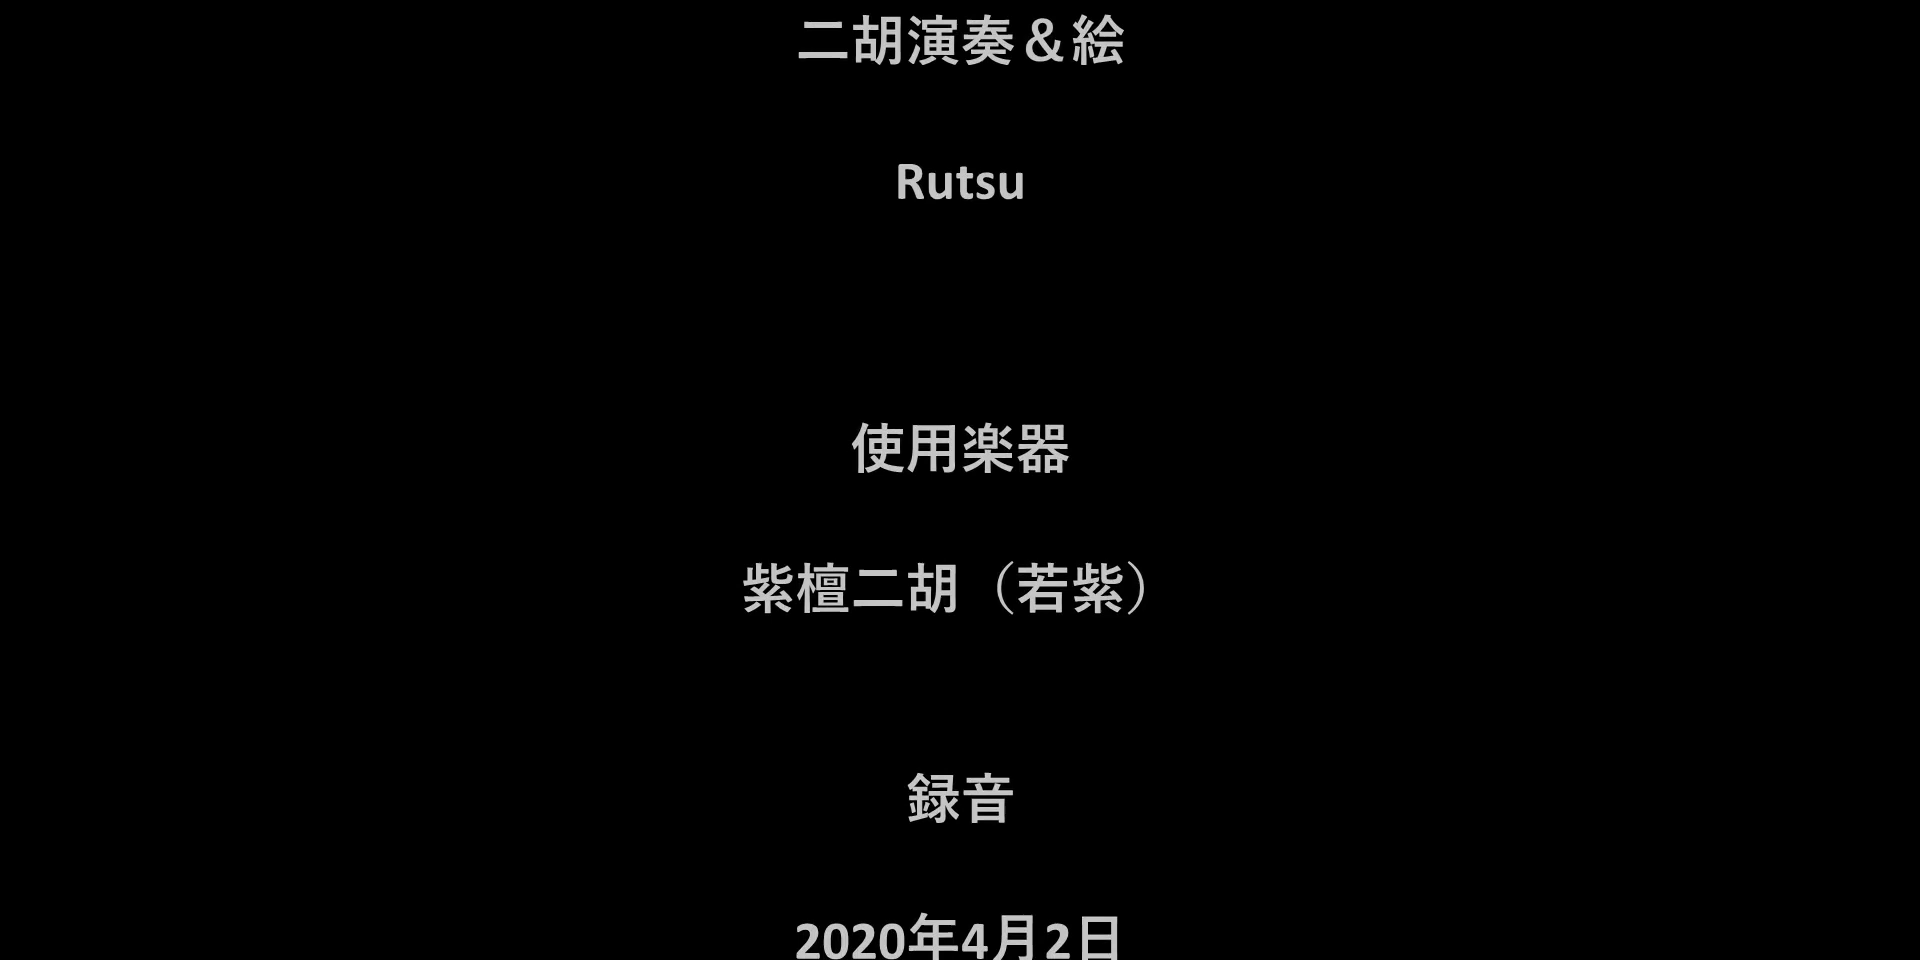 二胡演奏＆絵
Rutsu
使用楽器
紫檀二胡（若紫）
録音
2020年4月2日